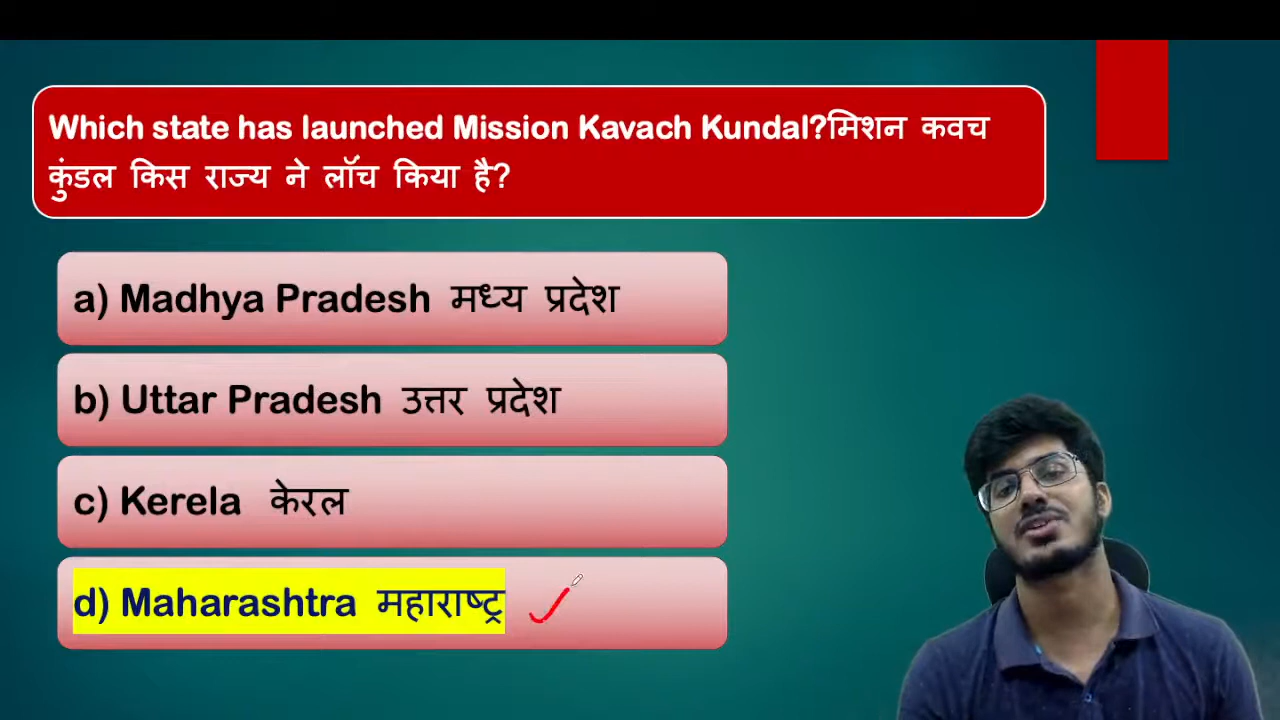 Which state has launched Mission Kavach Kundal?मिशन कवच
कुंडल किस राज्य ने लॉच किया है?
a) Madhya Pradesh मध्य प्रदेश
b) Uttar Pradesh उत्तर प्रदेश
c) Kerela केरल
d) Maharashtra महाराष्ट्र